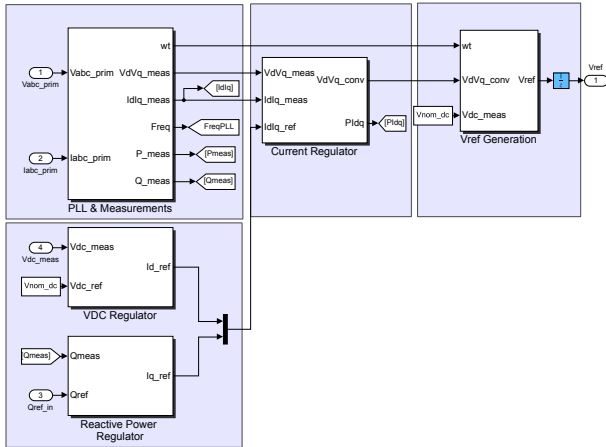 wt
1
Vabc_prim
Vabc_prim
VdVq_meas
IdIq_meas
[IdIq]
Freq
FreqPLL
2
Iabc_prim
Iabc_prim
P_meas
[Pmeas]
Q_meas
[Qmeas]
PLL & Measurements
VdVq_meas
VdVq_conv
IdIq_meas
IdIq_ref
PIdq
[PIdq]
Current Regulator
wt
VdVq_conv
Vref
Vnom_dc
Vdc_meas
Vref Generation
Vref
1
4
Vdc_meas
Vdc_meas
Id_ref
Vnom_dc
Vdc_ref
VDC Regulator
[Qmeas]
Qmeas
Iq_ref
3
Qref_in
Qref
Reactive Power
Regulator